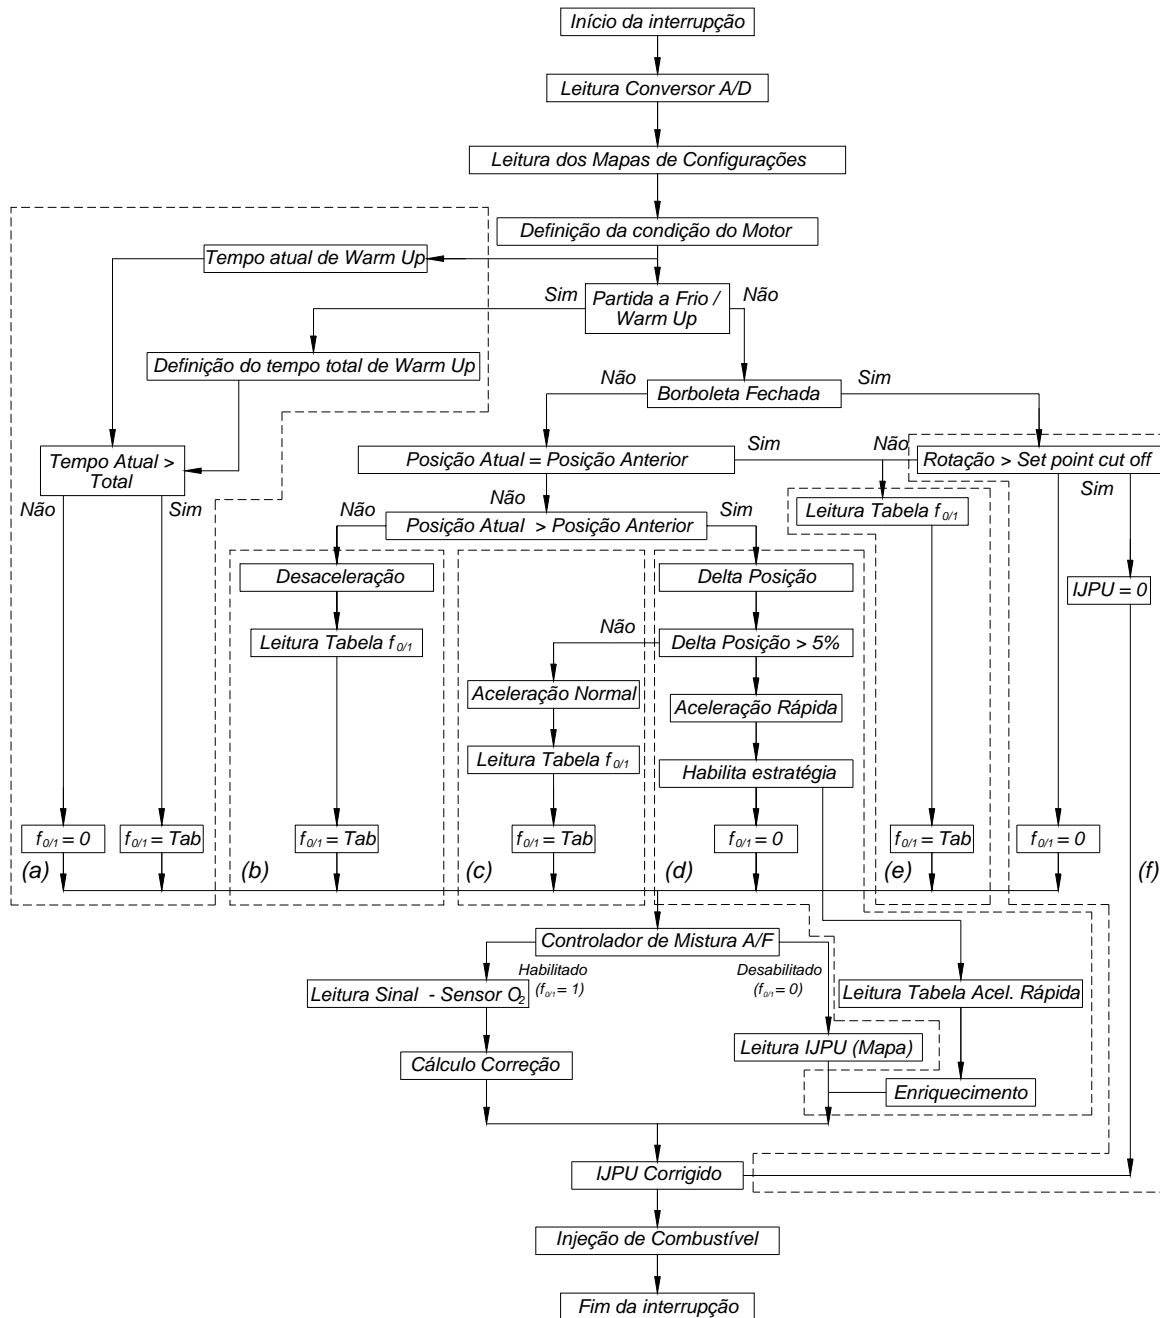 Início da interrupção
Leitura Conversor A/D
Leitura dos Mapas de Configurações
Definição da condição do Motor
Tempo atual de Warm Up
Sim
Não
Partida a Frio /
Warm Up
Definição do tempo total de Warm Up
Não
Sim
Borboleta Fechada
Tempo Atual >
Total
Posição Atual = Posição Anterior
Sim
Não
Rotação > Set point cut off
Não
Sim
Não
Sim
Leitura Tabela f0/1
Não
Posição Atual > Posição Anterior
Sim
Desaceleração
Delta Posição
IJPU = 0
Leitura Tabela f0/1
Não
Delta Posição > 5%
Aceleração Normal
Aceleração Rápida
Leitura Tabela f0/1
Habilita estratégia
f0/1 = 0
f0/1 = Tab
f0/1 = Tab
f0/1 = Tab
f0/1 = 0
f0/1 = Tab
f0/1 = 0
(a)
(b)
(c)
(d)
(e)
(f)
Controlador de Mistura A/F
Habilitado
(f0/1 = 1)
Desabilitado
(f0/1 = 0)
Leitura Sinal - Sensor O2
Leitura Tabela Acel. Rápida
Leitura IJPU (Mapa)
Cálculo Correção
Enriquecimento
IJPU Corrigido
Injeção de Combustível
Fim da interrupção